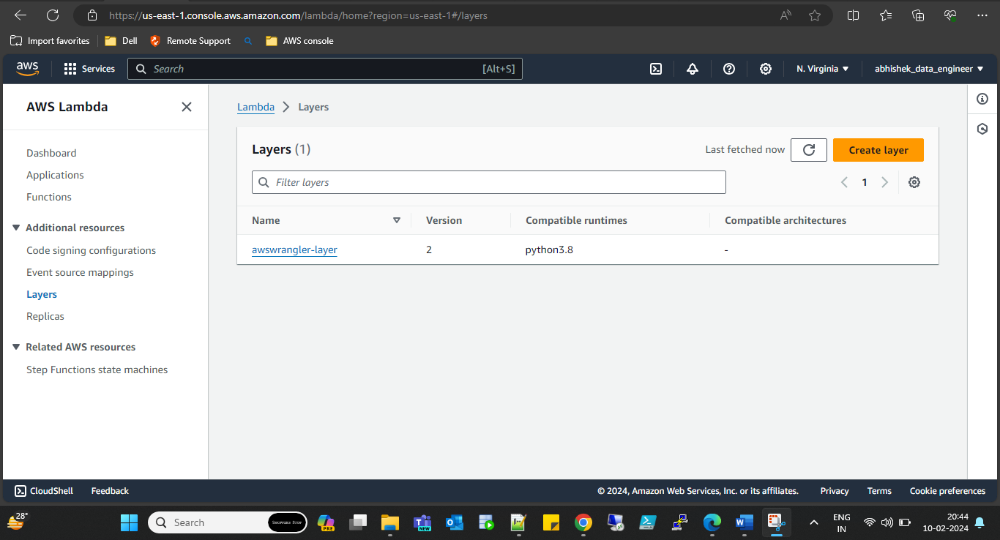 https://us-east-1.console.aws.amazon.com/lambda/home?region=us-east-1#/layers
Import favorites Dell Remote Support AWS console
aws Services Search [Alt+S] N. Virginia abhishek_data_engineer
AWS Lambda
Dashboard
Applications
Functions
Additional resources
Code signing configurations
Event source mappings
Layers
Replicas
Related AWS resources
Step Functions state machines
Lambda Layers
Layers (1) Last fetched now Create layer
Filter layers 1
Name Version Compatible runtimes Compatible architectures
awswrangler-layer 2 python3.8 -
CloudShell Feedback © 2024, Amazon Web Services, Inc. or its affiliates. Privacy Terms Cookie preferences
28° Search Shoppers Stop PRE NEW ENG 20:44
IN 10-02-2024